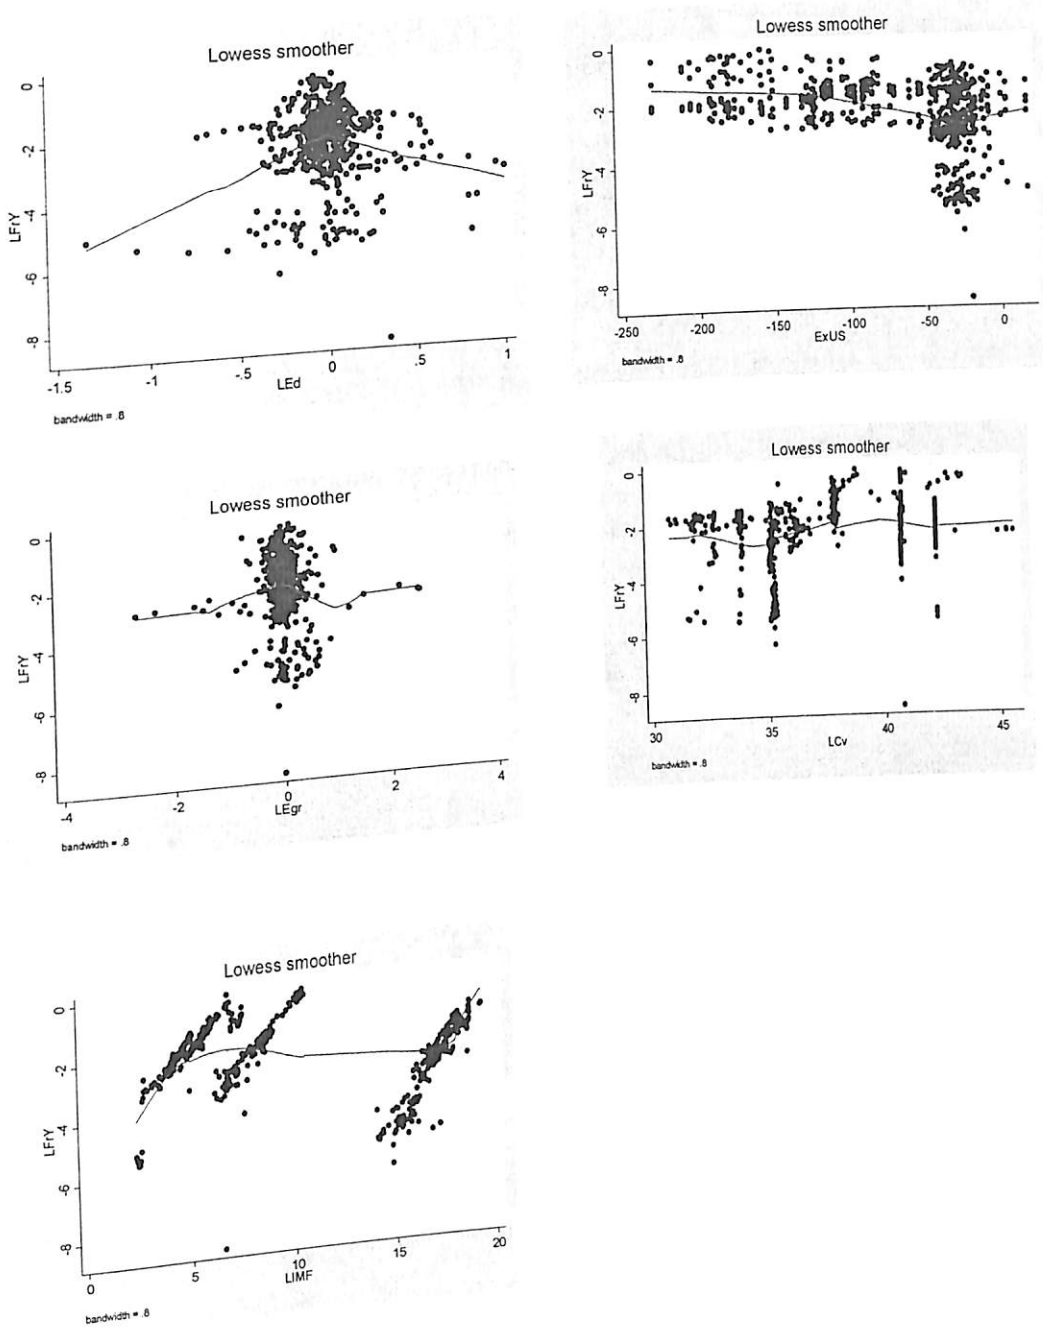 Lowess smoother
LFrY
0
-2
-4
-6
-8
-1.5 -1 -.5 0 .5 1
LEd
bandwidth = .8
Lowess smoother
LFrY
0
-2
-4
-6
-8
-250 -200 -150 -100 -50 0
ExUS
bandwidth = .8
Lowess smoother
LFrY
0
-2
-4
-6
-8
-4 -2 0 2 4
LEgr
bandwidth = .8
Lowess smoother
LFrY
0
-2
-4
-6
-8
30 35 40 45
LCv
bandwidth = .8
Lowess smoother
LFrY
0
-2
-4
-6
-8
0 5 10 15 20
LIMF
bandwidth = .8